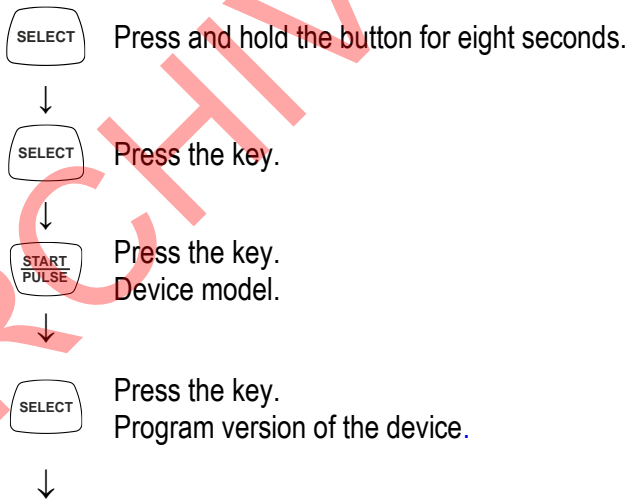 SELECT Press and hold the button for eight seconds.
↓
SELECT Press the key.
↓
START
PULSE
Press the key.
Device model.
↓
SELECT
Press the key.
Program version of the device.
↓
RCHIV